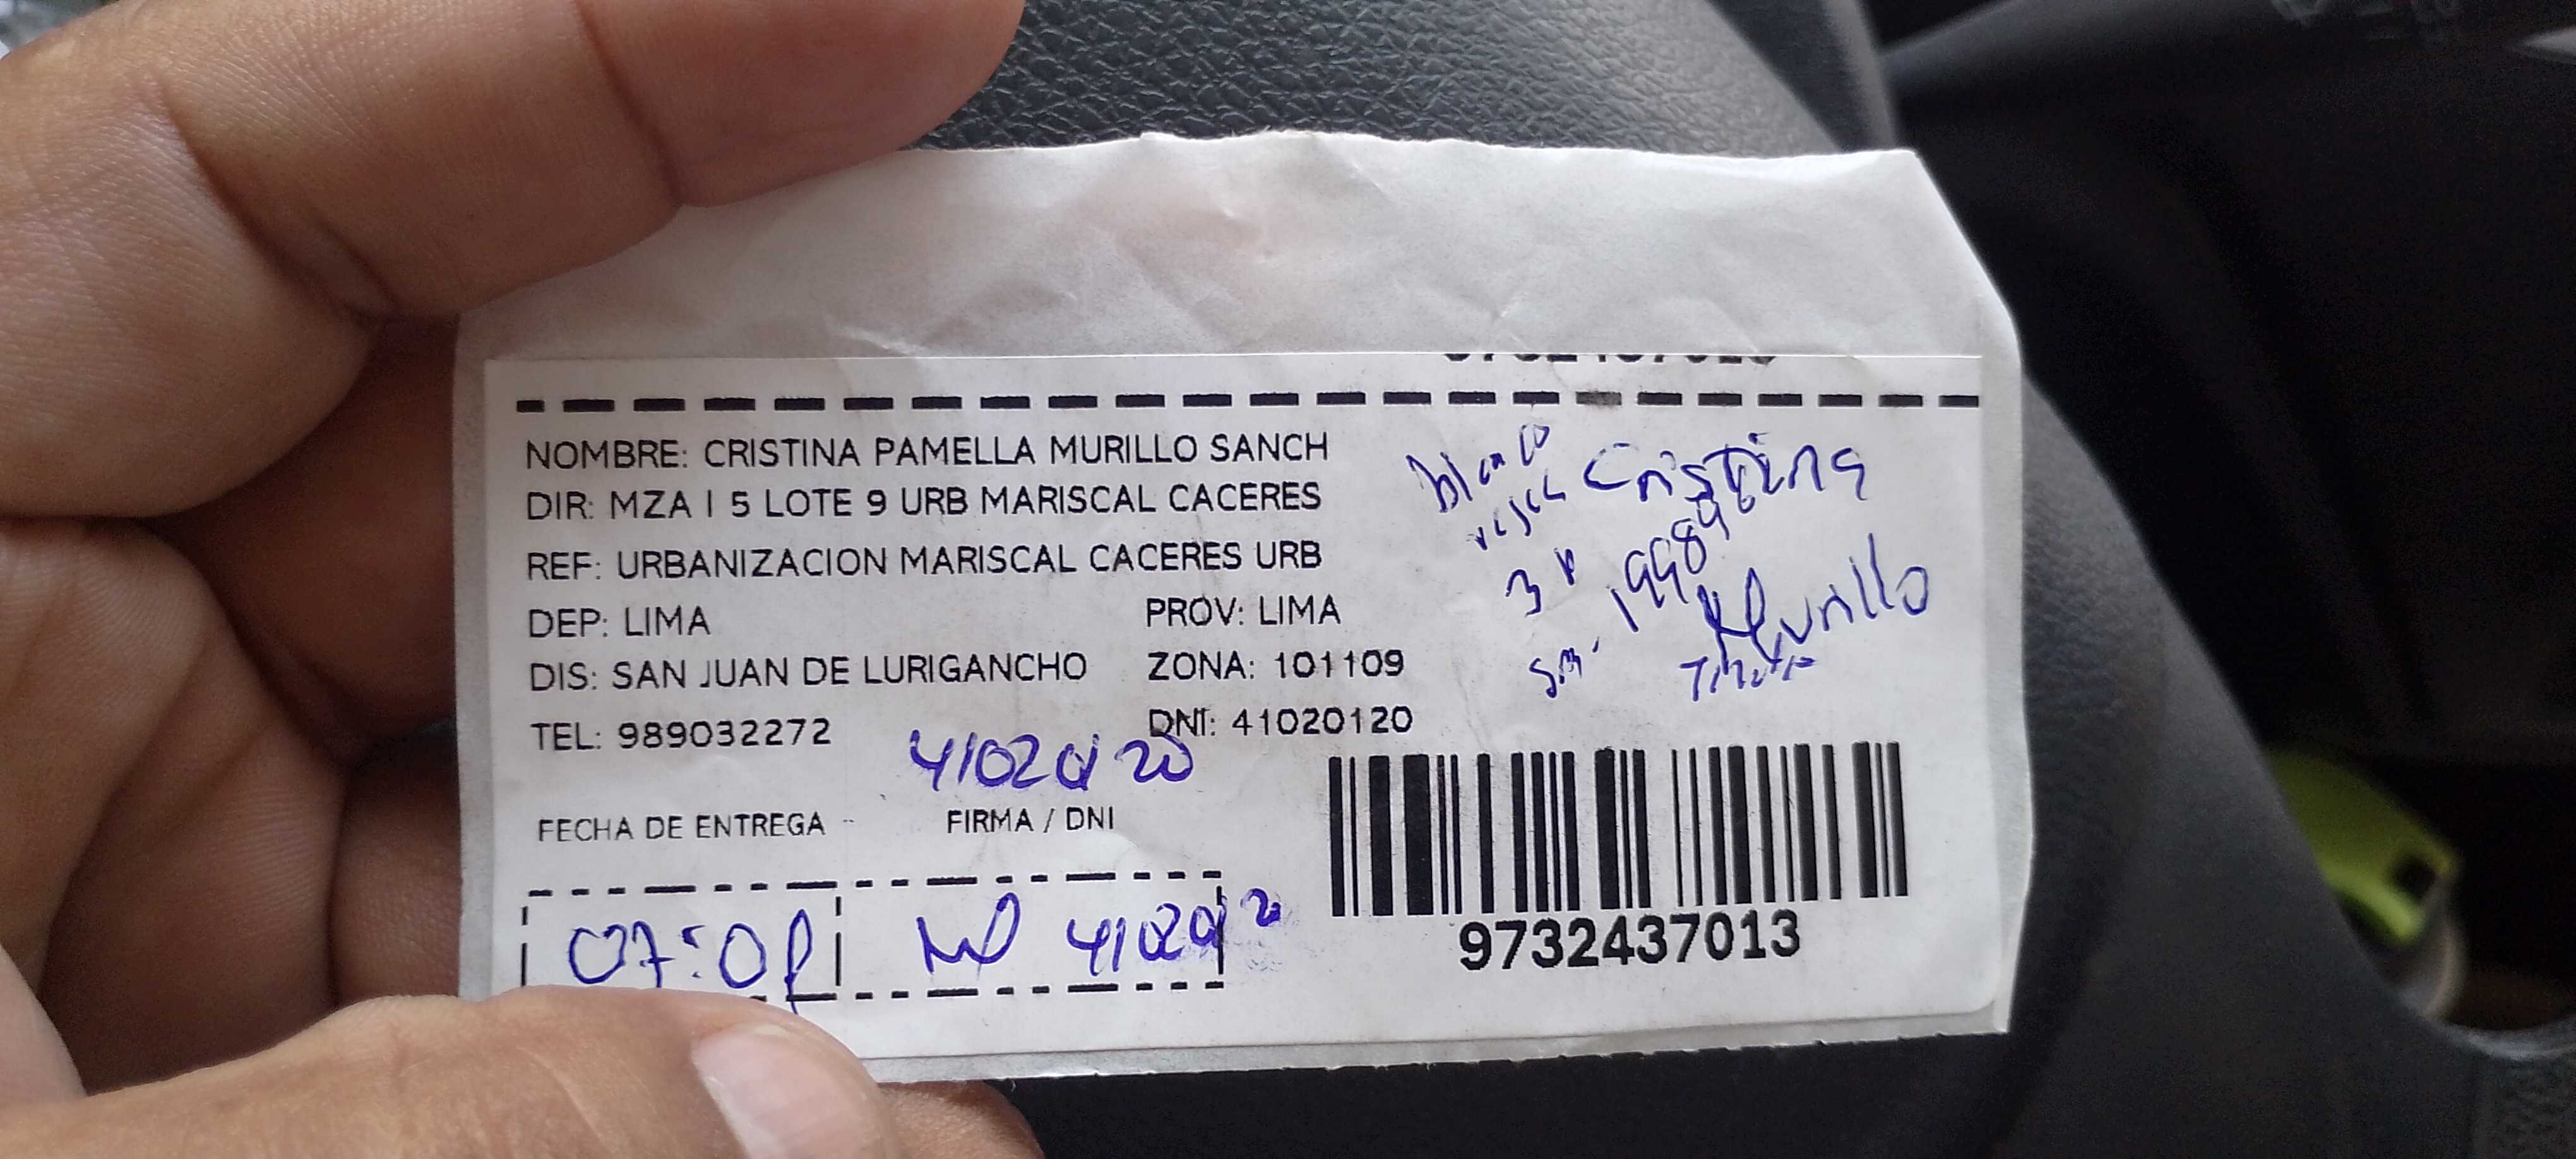 NOMBRE: CRISTINA PAMELLA MURILLO SANCH
DIR: MZA I 5 LOTE 9 URB MARISCAL CACERES
REF: URBANIZACION MARISCAL CACERES URB
DEP: LIMA PROV: LIMA
DIS: SAN JUAN DE LURIGANCHO ZONA: 101109
TEL: 989032272 DNI: 41020120
blanco Cristina
Murillo
41020120
FECHA DE ENTREGA FIRMA / DNI
9732437013